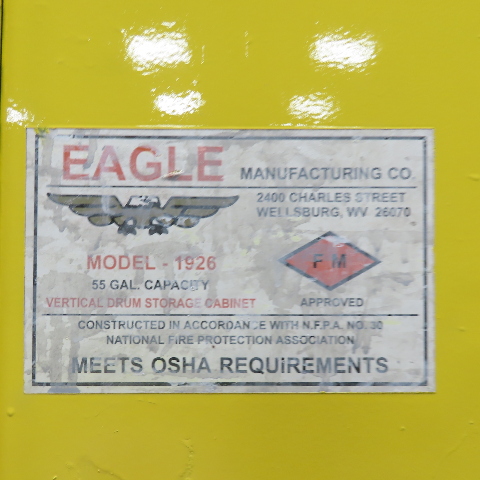 EAGLE MANUFACTURING CO.
2400 CHARLES STREET
WELLSBURG, WV 26070
MODEL - 1926
55 GAL. CAPACITY
VERTICAL DRUM STORAGE CABINET
FM
APPROVED
CONSTRUCTED IN ACCORDANCE WITH N.F.P.A. NO. 30
NATIONAL FIRE PROTECTION ASSOCIATION
MEETS OSHA REQUIREMENTS